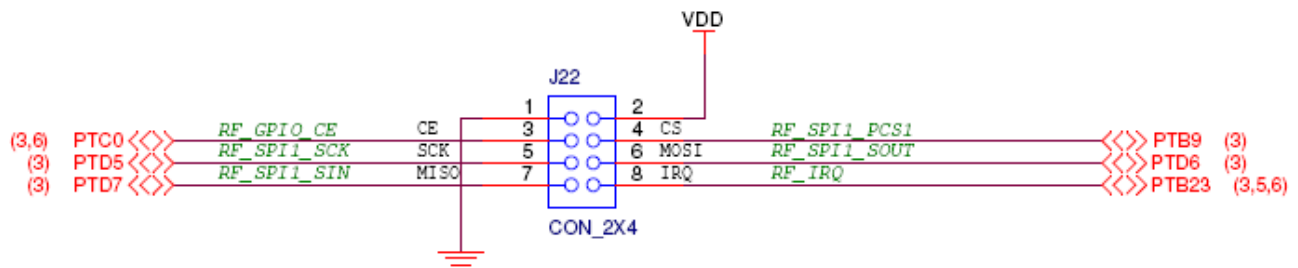 VDD
J22
1 2
(3,6) PTC0 RF_GPIO_CE CE 3 4 CS RF_SPI1_PCS1 PTB9 (3)
(3) PTD5 RF_SPI1_SCK SCK 5 6 MOSI RF_SPI1_SOUT PTD6 (3)
(3) PTD7 RF_SPI1_SIN MISO 7 8 IRQ RF_IRQ PTB23 (3,5,6)
CON_2X4